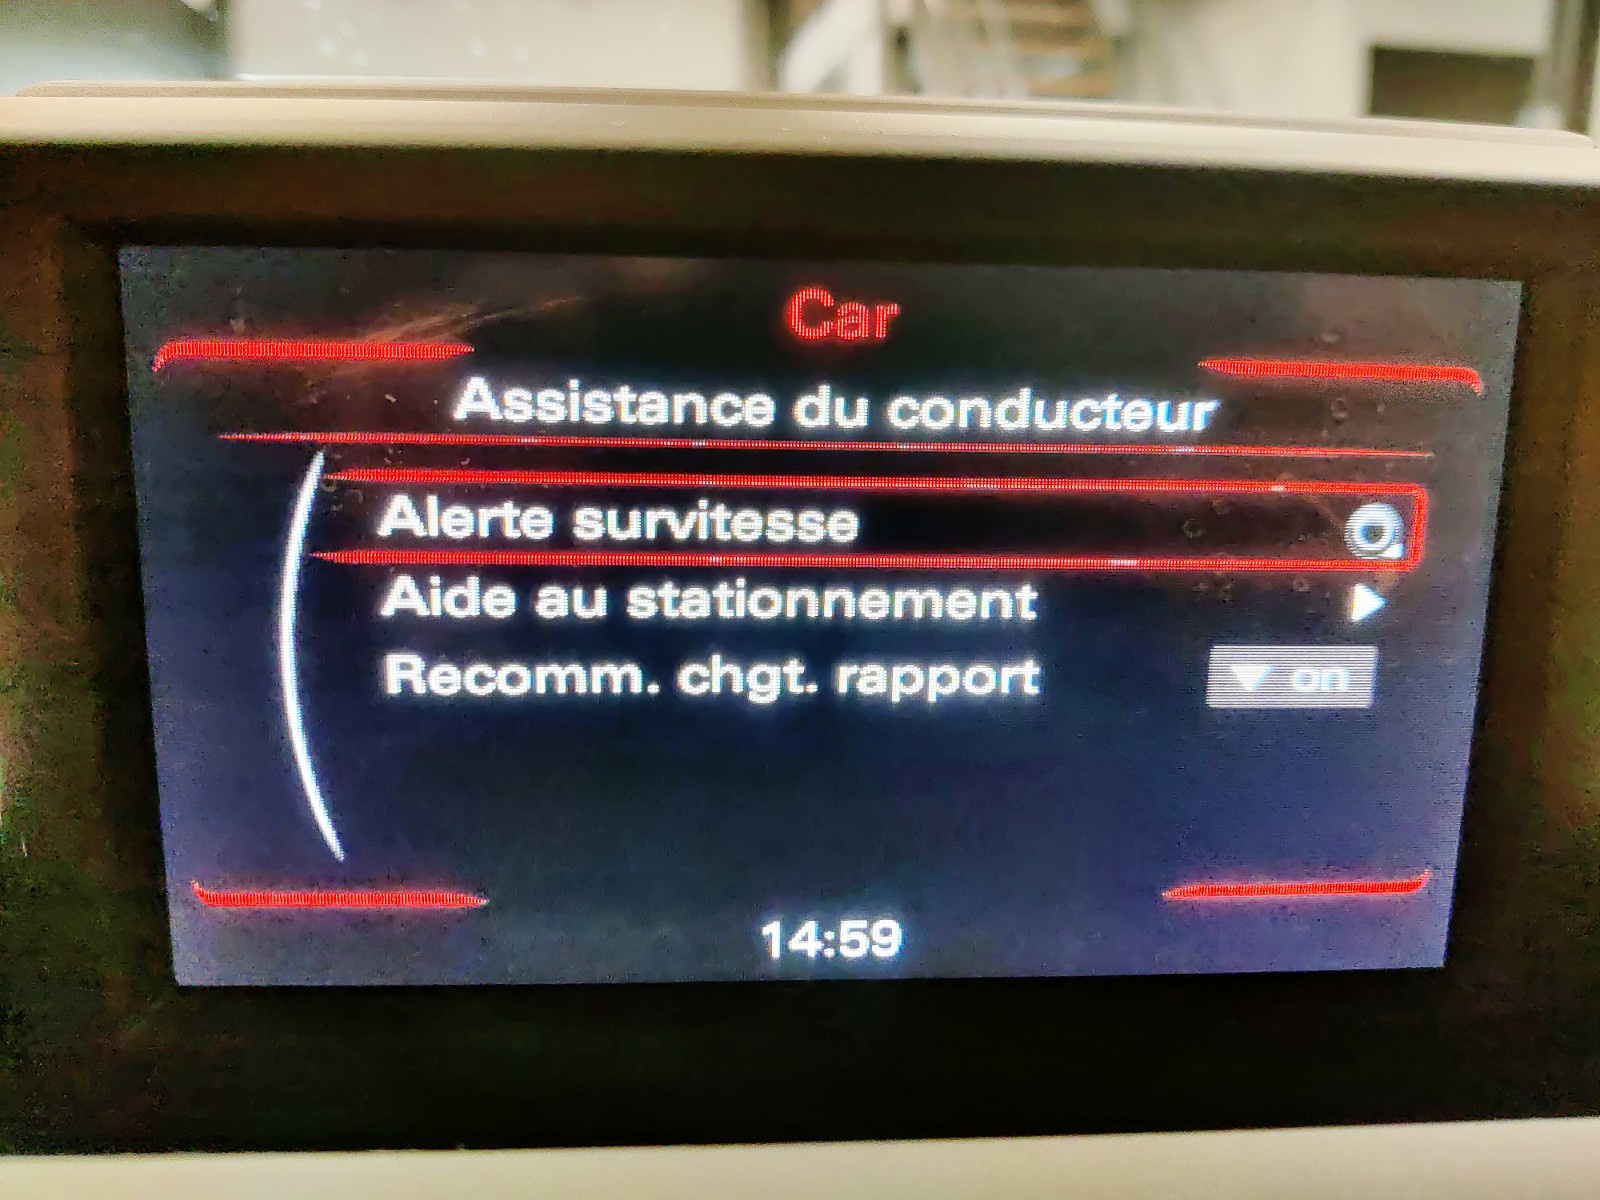 Car
Assistance du conducteur
Alerte survitesse
Aide au stationnement
Recomm. chgt. rapport on
14:59